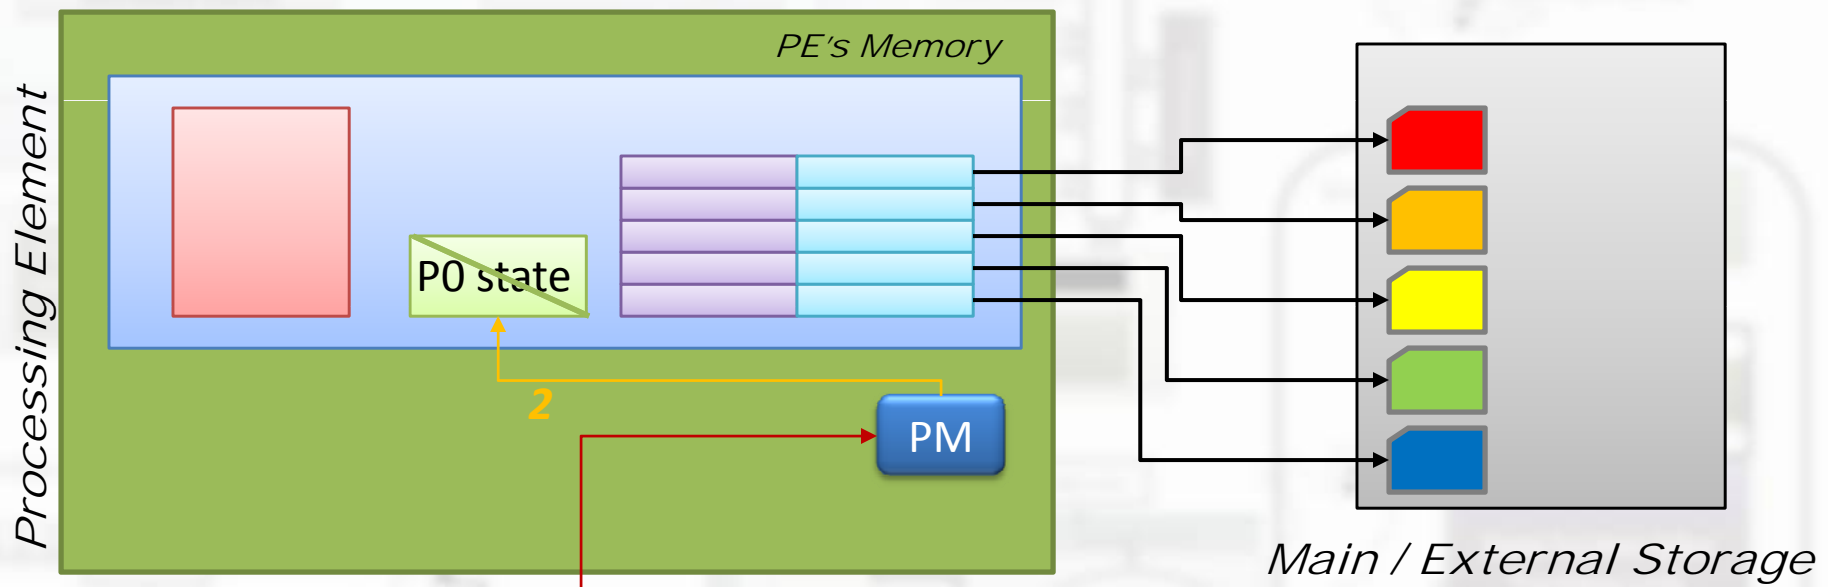 PE's Memory
Processing Element
P0 state
2
PM
Main / External Storage